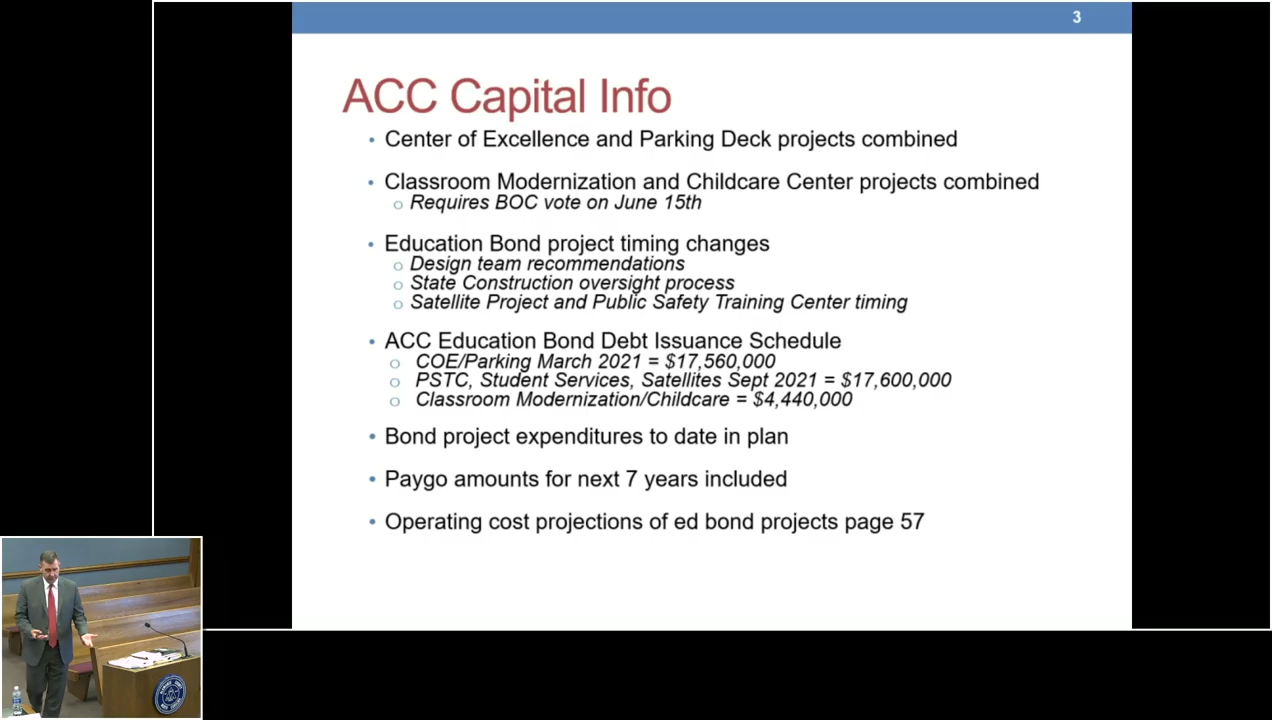 3
ACC Capital Info
• Center of Excellence and Parking Deck projects combined
• Classroom Modernization and Childcare Center projects combined
o Requires BOC vote on June 15th
• Education Bond project timing changes
o Design team recommendations
o State Construction oversight process
o Satellite Project and Public Safety Training Center timing
• ACC Education Bond Debt Issuance Schedule
o COE/Parking March 2021 = $17,560,000
o PSTC, Student Services, Satellites Sept 2021 = $17,600,000
o Classroom Modernization/Childcare = $4,440,000
• Bond project expenditures to date in plan
• Paygo amounts for next 7 years included
• Operating cost projections of ed bond projects page 57